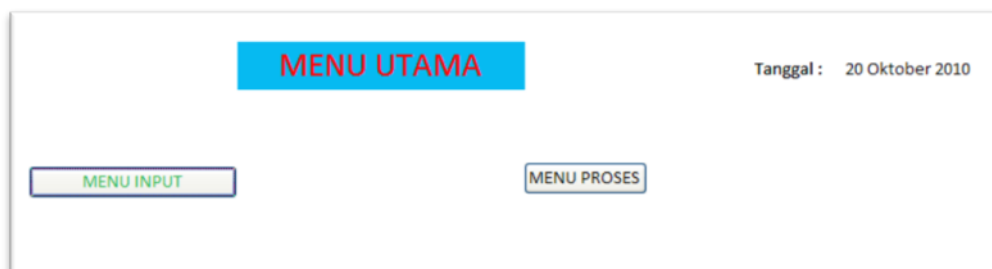 MENU UTAMA
Tanggal : 20 Oktober 2010
MENU INPUT
MENU PROSES